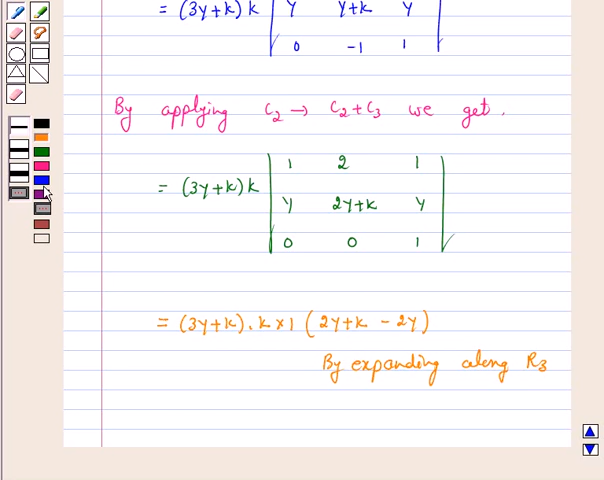 = (3y+k) k | y y+k y
0 -1 1 |
By applying C₂ → C₂+C₃ we get.
| 1 2 1 |
= (3y+k) k | y 2y+k y |
| 0 0 1 |
= (3y+k) . k×1 ( 2y+k - 2y)
By expanding along R₃